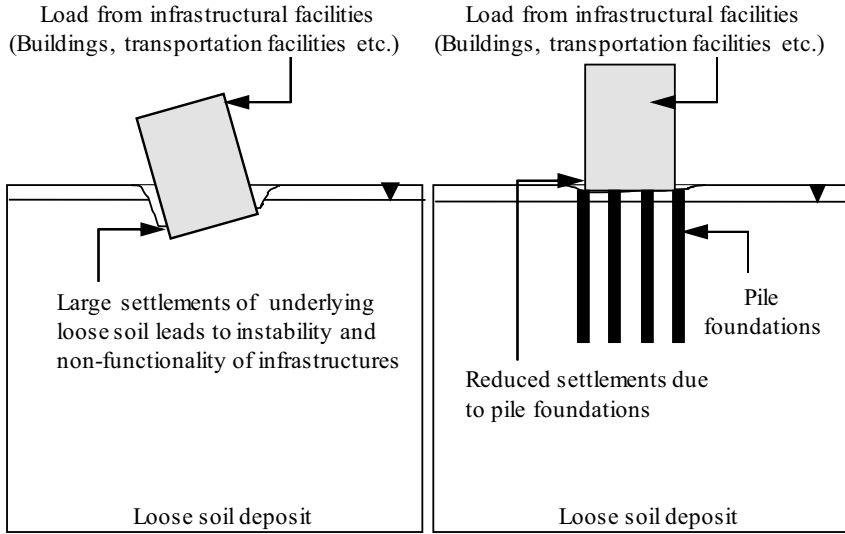 Load from infrastructural facilities
(Buildings, transportation facilities etc.)
Large settlements of underlying
loose soil leads to instability and
non-functionality of infrastructures
Loose soil deposit
Load from infrastructural facilities
(Buildings, transportation facilities etc.)
Pile
foundations
Reduced settlements due
to pile foundations
Loose soil deposit